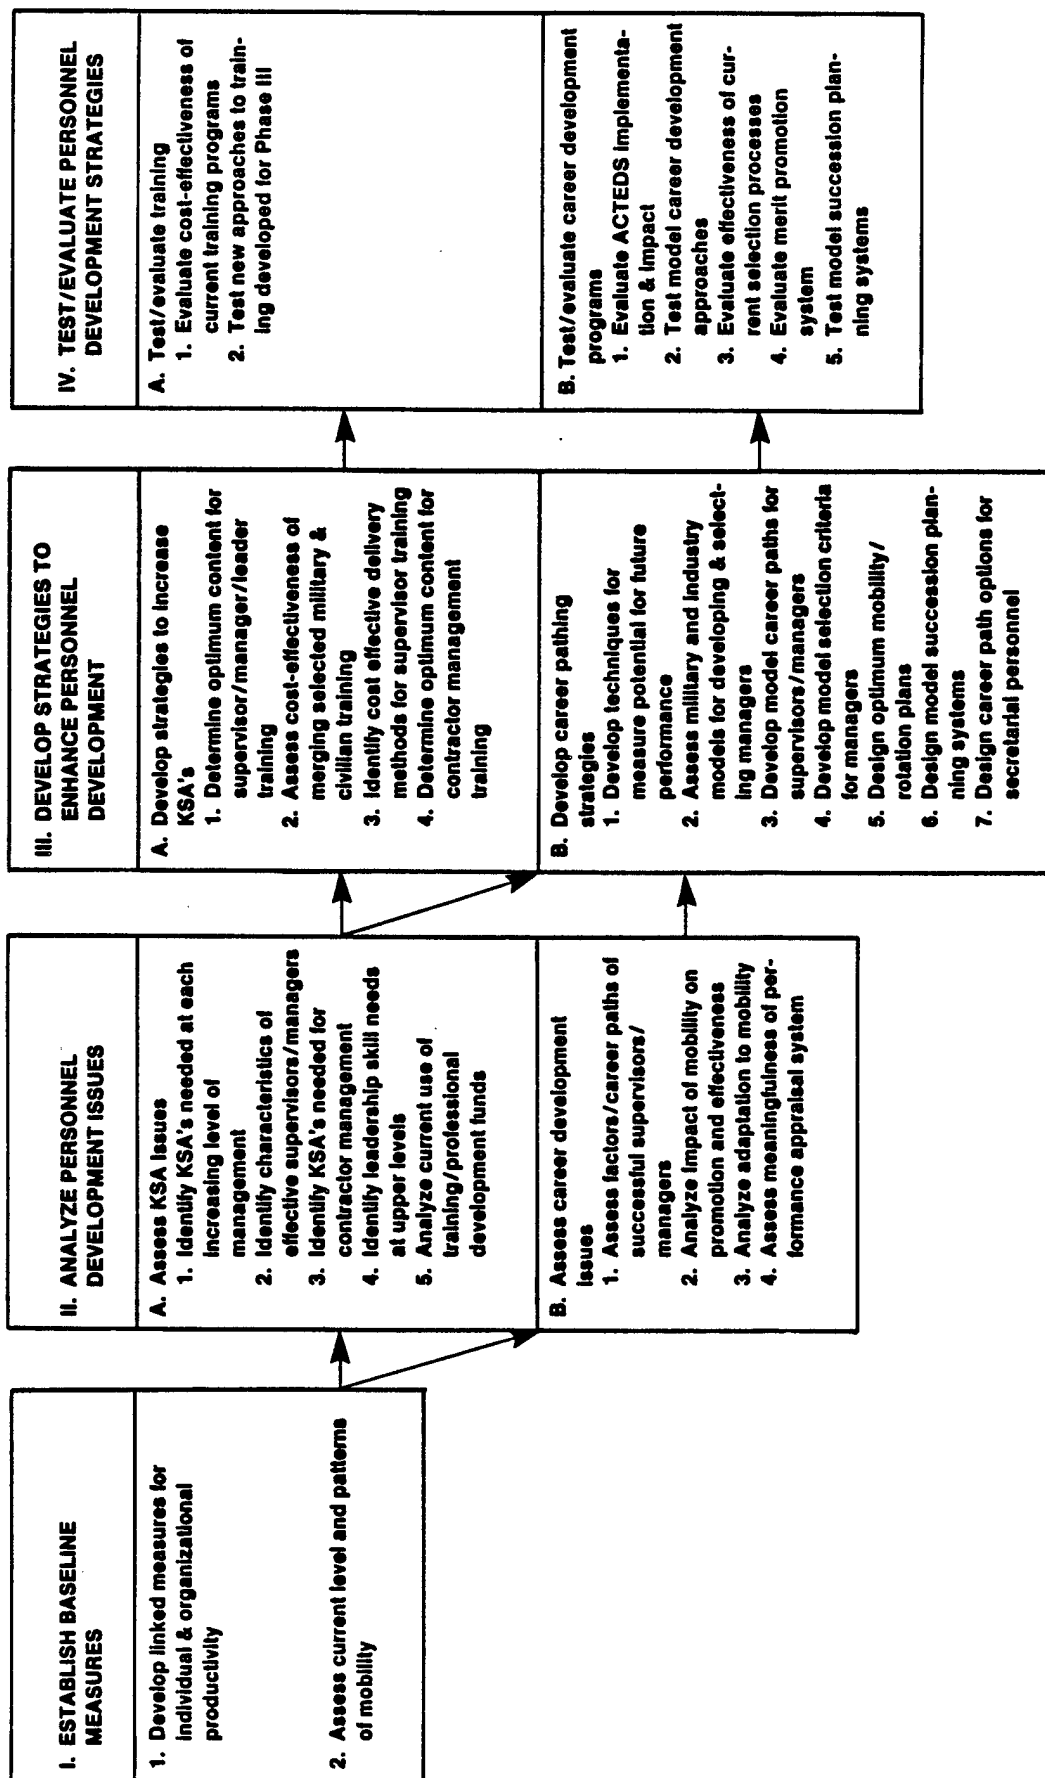 I. ESTABLISH BASELINE
MEASURES
1. Develop linked measures for
individual & organizational
productivity
2. Assess current level and patterns
of mobility
II. ANALYZE PERSONNEL
DEVELOPMENT ISSUES
A. Assess KSA issues
1. Identify KSA's needed at each
increasing level of
management
2. Identify characteristics of
effective supervisors/managers
3. Identify KSA's needed for
contractor management
4. Identify leadership skill needs
at upper levels
5. Analyze current use of
training/professional
development funds
B. Assess career development
issues
1. Assess factors/career paths of
successful supervisors/
managers
2. Analyze impact of mobility on
promotion and effectiveness
3. Analyze adaptation to mobility
4. Assess meaningfulness of per-
formance appraisal system
III. DEVELOP STRATEGIES TO
ENHANCE PERSONNEL
DEVELOPMENT
A. Develop strategies to increase
KSA's
1. Determine optimum content for
supervisor/manager/leader
training
2. Assess cost-effectiveness of
merging selected military &
civilian training
3. Identify cost effective delivery
methods for supervisor training
4. Determine optimum content for
contractor management
training
B. Develop career pathing
strategies
1. Develop techniques for
measure potential for future
performance
2. Assess military and industry
models for developing & select-
ing managers
3. Develop model career paths for
supervisors/managers
4. Develop model selection criteria
for managers
5. Design optimum mobility/
rotation plans
6. Design model succession plan-
ning systems
7. Design career path options for
secretarial personnel
IV. TEST/EVALUATE PERSONNEL
DEVELOPMENT STRATEGIES
A. Test/evaluate training
1. Evaluate cost-effectiveness of
current training programs
2. Test new approaches to train-
ing developed for Phase III
B. Test/evaluate career development
programs
1. Evaluate ACTEDS implementa-
tion & impact
2. Test model career development
approaches
3. Evaluate effectiveness of cur-
rent selection processes
4. Evaluate merit promotion
system
5. Test model succession plan-
ning systems